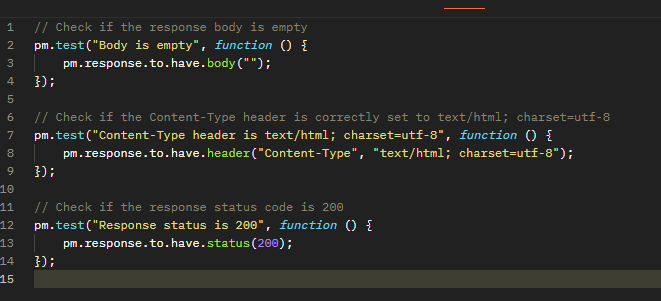 1 // Check if the response body is empty
2 pm.test("Body is empty", function () {
3     pm.response.to.have.body("");
4 });
5
6 // Check if the Content-Type header is correctly set to text/html; charset=utf-8
7 pm.test("Content-Type header is text/html; charset=utf-8", function () {
8     pm.response.to.have.header("Content-Type", "text/html; charset=utf-8");
9 });
10
11 // Check if the response status code is 200
12 pm.test("Response status is 200", function () {
13     pm.response.to.have.status(200);
14 });
15